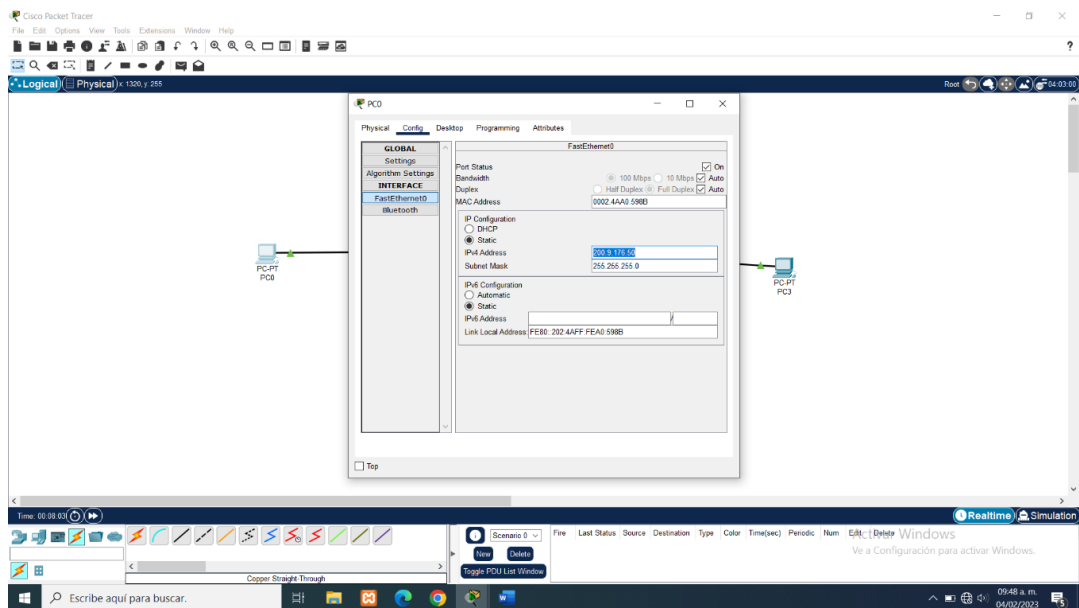 Cisco Packet Tracer
File Edit Options View Tools Extensions Window Help
?
Logical Physical x: 1320, y: 255 Root 04:03:00
PC0
Physical Config Desktop Programming Attributes
GLOBAL
Settings
Algorithm Settings
INTERFACE
FastEthernet0
Bluetooth
FastEthernet0
Port Status On
Bandwidth 100 Mbps 10 Mbps Auto
Duplex Half Duplex Full Duplex Auto
MAC Address 0002.4AA0.598B
IP Configuration
DHCP
Static
IPv4 Address 200.9.176.50
Subnet Mask 255.255.255.0
IPv6 Configuration
Automatic
Static
IPv6 Address /
Link Local Address: FE80::202:4AFF:FEA0:598B
Top
PC-PT
PC0
PC-PT
PC3
Time: 00:08:03 Realtime Simulation
Scenario 0
New Delete
Toggle PDU List Window
Fire Last Status Source Destination Type Color Time(sec) Periodic Num Edit Delete
Activar Windows
Ve a Configuración para activar Windows.
Copper Straight-Through
Escribe aquí para buscar.
09:48 a. m.
04/02/2023
5